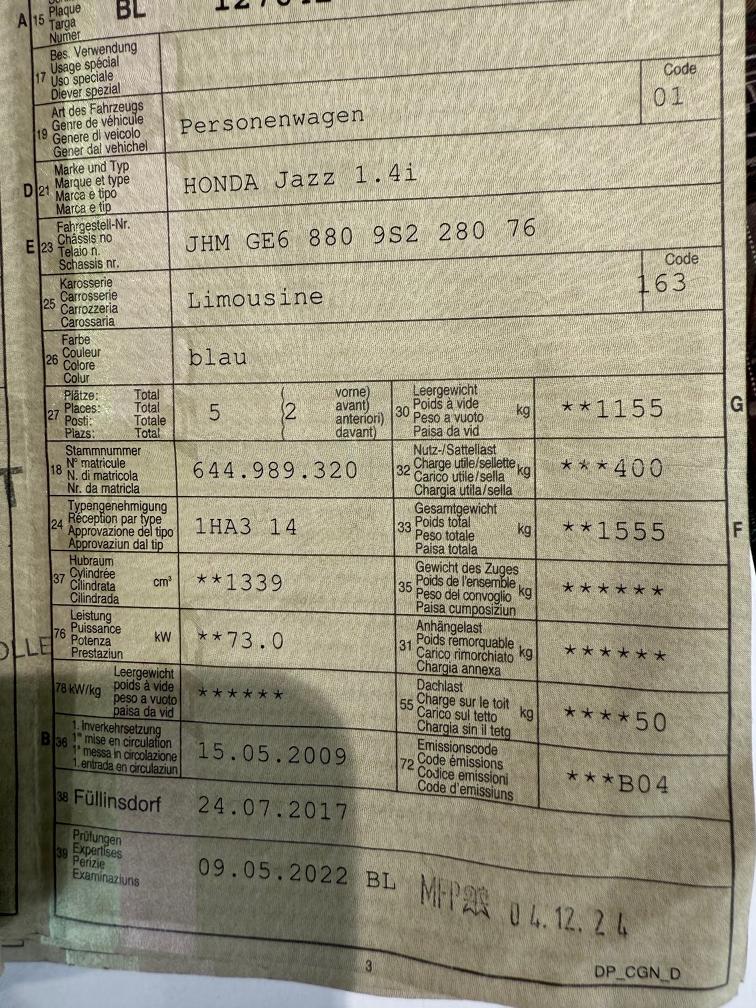 Plaque
A 15 Targa BL
Numer
Bes. Verwendung
Usage spécial
17 Uso speciale
Diever spezial
Art des Fahrzeugs Code
Genre de véhicule 01
19 Genere di veicolo Personenwagen
Gener dal vehichel
Marke und Typ
D 21 Marque et type HONDA Jazz 1.4i
Marca e tipo
Marca e tip
Fahrgestell-Nr.
E 23 Châssis no JHM GE6 880 9S2 280 76
Telaio n.
Schassis nr.
Karosserie Code
25 Carrosserie Limousine 163
Carrozzeria
Carossaria
Farbe
26 Couleur blau
Colore
Colur
Plätze: Total vorne)
27 Places: Total 5 (2 avant)
Posti: Totale anteriori)
Plazs: Total davant)
Leergewicht
30 Poids à vide kg **1155 G
Peso a vuoto
Paisa da vid
Stammnummer
18 N° matricule 644.989.320
N. di matricola
Nr. da matricla
Nutz-/Sattellast
32 Charge utile/sellette kg ***400
Carico utile/sella
Chargia utila/sella
Typengenehmigung
24 Réception par type 1HA3 14
Approvazione del tipo
Approvaziun dal tip
Gesamtgewicht
33 Poids total kg **1555 F
Peso totale
Paisa totala
Hubraum
37 Cylindrée cm³ **1339
Cilindrata
Cilindrada
Gewicht des Zuges
35 Poids de l'ensemble kg ******
Peso del convoglio
Paisa cumposiziun
Leistung
76 Puissance kW **73.0
Potenza
Prestaziun
Anhängelast
31 Poids remorquable kg ******
Carico rimorchiato
Chargia annexa
Leergewicht
78 kW/kg poids à vide ******
peso a vuoto
paisa da vid
Dachlast
55 Charge sur le toit kg ****50
Carico sul tetto
Chargia sin il tetg
1. Inverkehrsetzung
B 36 1re mise en circulation 15.05.2009
1a messa in circolazione
1. entrada en circulaziun
Emissionscode
72 Code émissions ***B04
Codice emissioni
Code d'emissiuns
38 Füllinsdorf 24.07.2017
Prüfungen
39 Expertises 09.05.2022 BL MFP 04.12.24
Perizie
Examinaziuns
3 DP_CGN_D